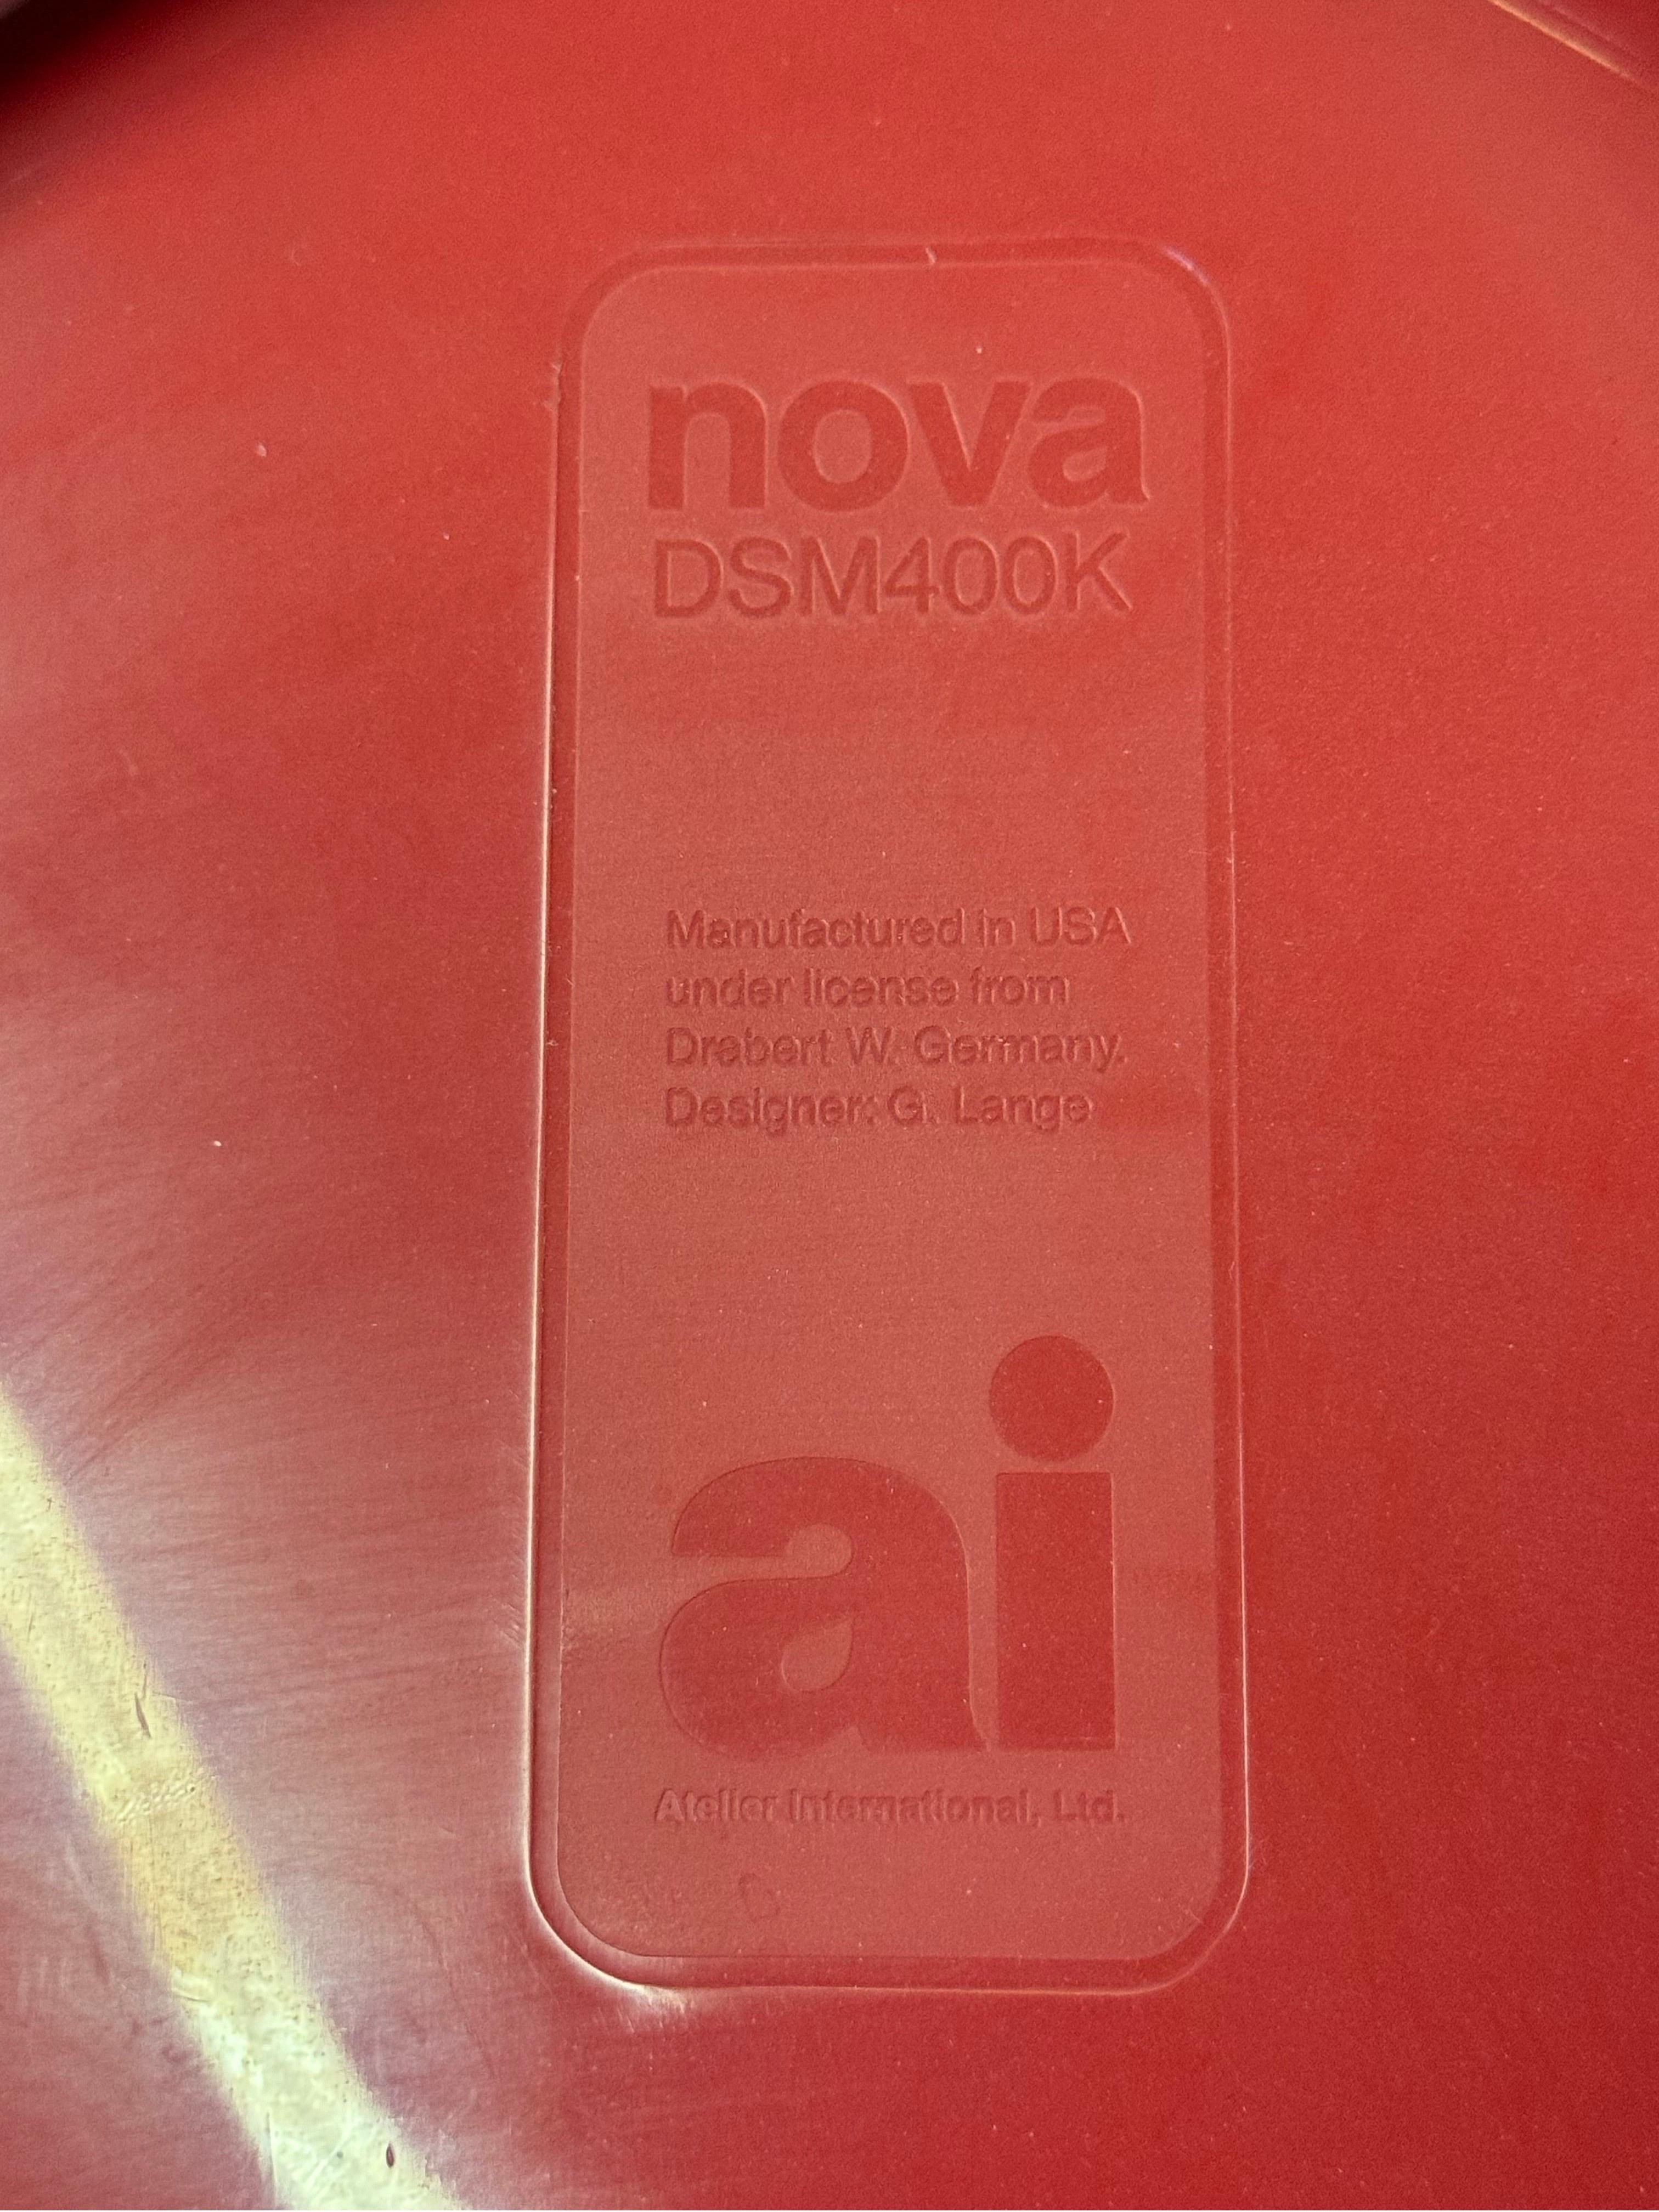 nova
DSM400K
Manufactured in USA
under license from
Drabert W. Germany.
Designer: G. Lange
ai
Atelier International, Ltd.